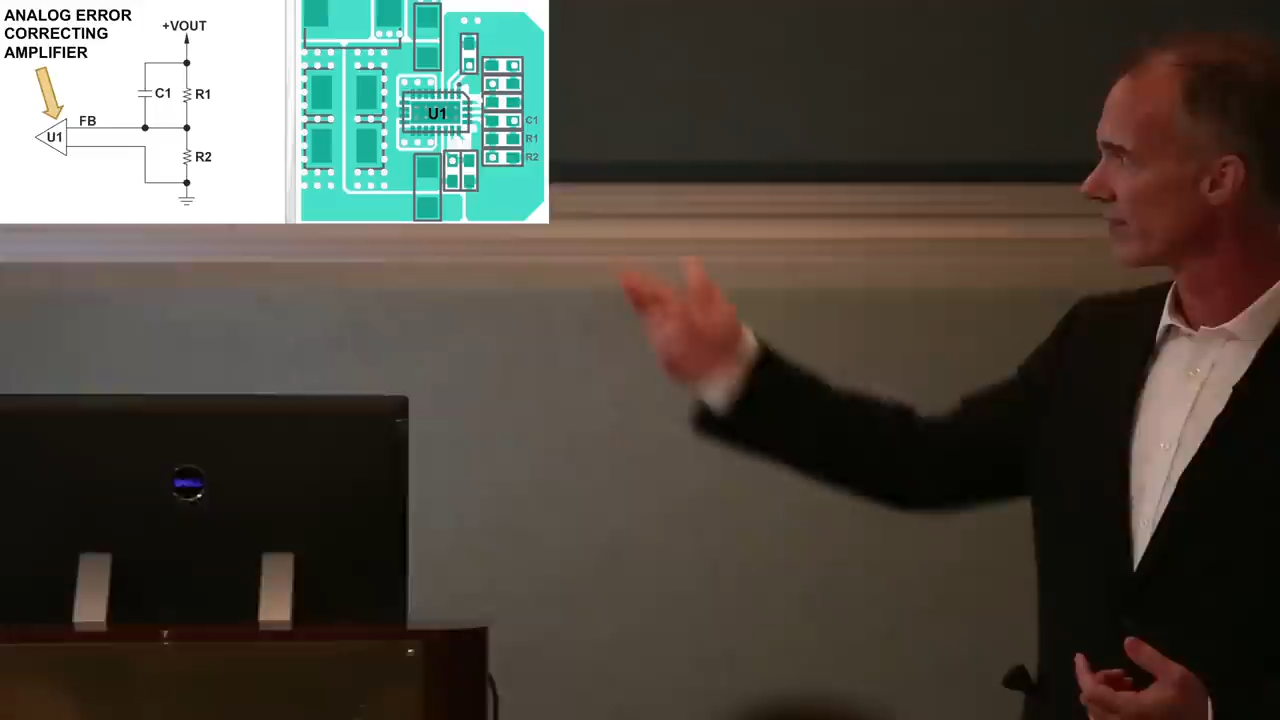 ANALOG ERROR
CORRECTING
AMPLIFIER
+VOUT
C1
R1
FB
U1
R2
U1
C1
R1
R2